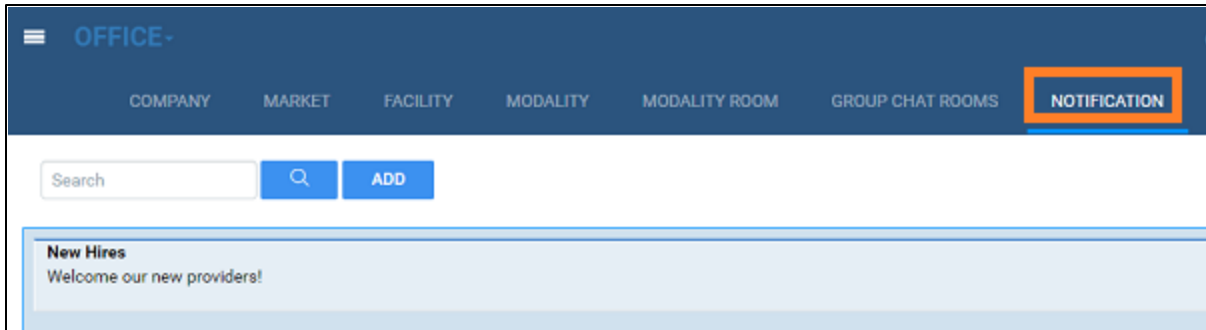 OFFICE
COMPANY MARKET FACILITY MODALITY MODALITY ROOM GROUP CHAT ROOMS NOTIFICATION
Search ADD
New Hires
Welcome our new providers!